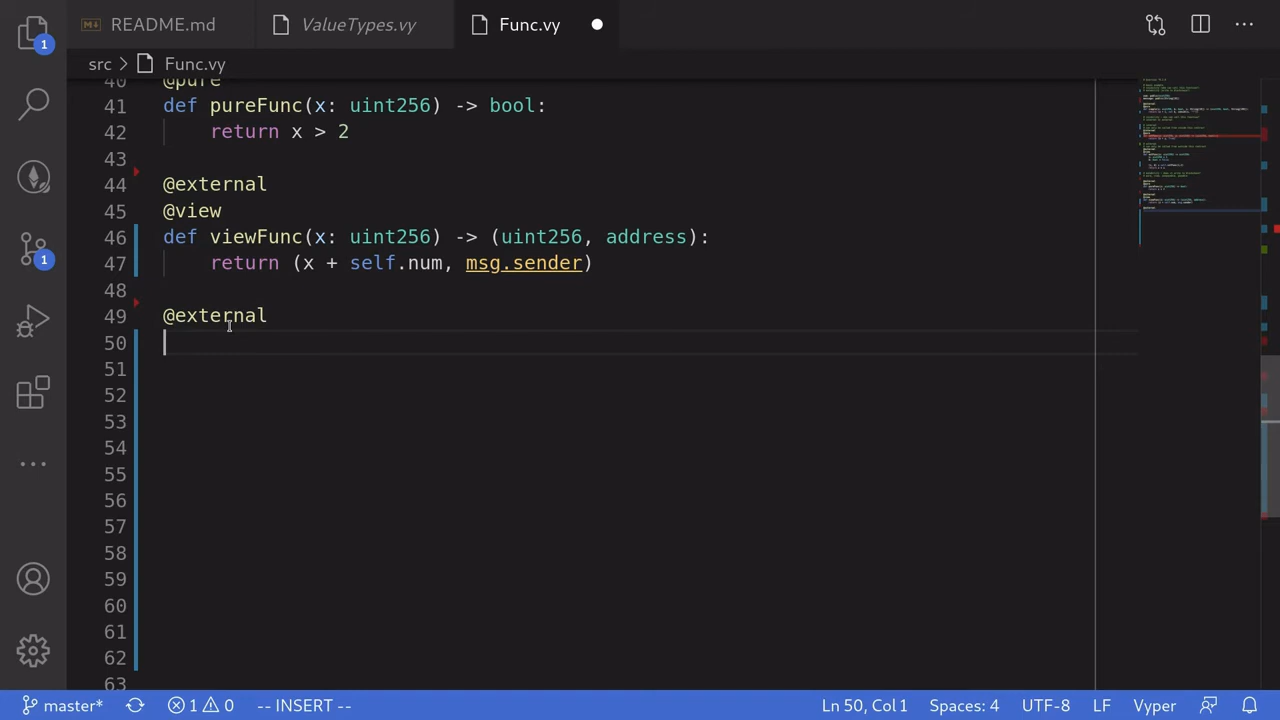 README.md
ValueTypes.vy
Func.vy
src > Func.vy
40 @pure
41 def pureFunc(x: uint256) -> bool:
42     return x > 2
43
44 @external
45 @view
46 def viewFunc(x: uint256) -> (uint256, address):
47     return (x + self.num, msg.sender)
48
49 @external
50
51
52
53
54
55
56
57
58
59
60
61
62
63
1
1
master*
1 0
-- INSERT --
Ln 50, Col 1
Spaces: 4
UTF-8
LF
Vyper